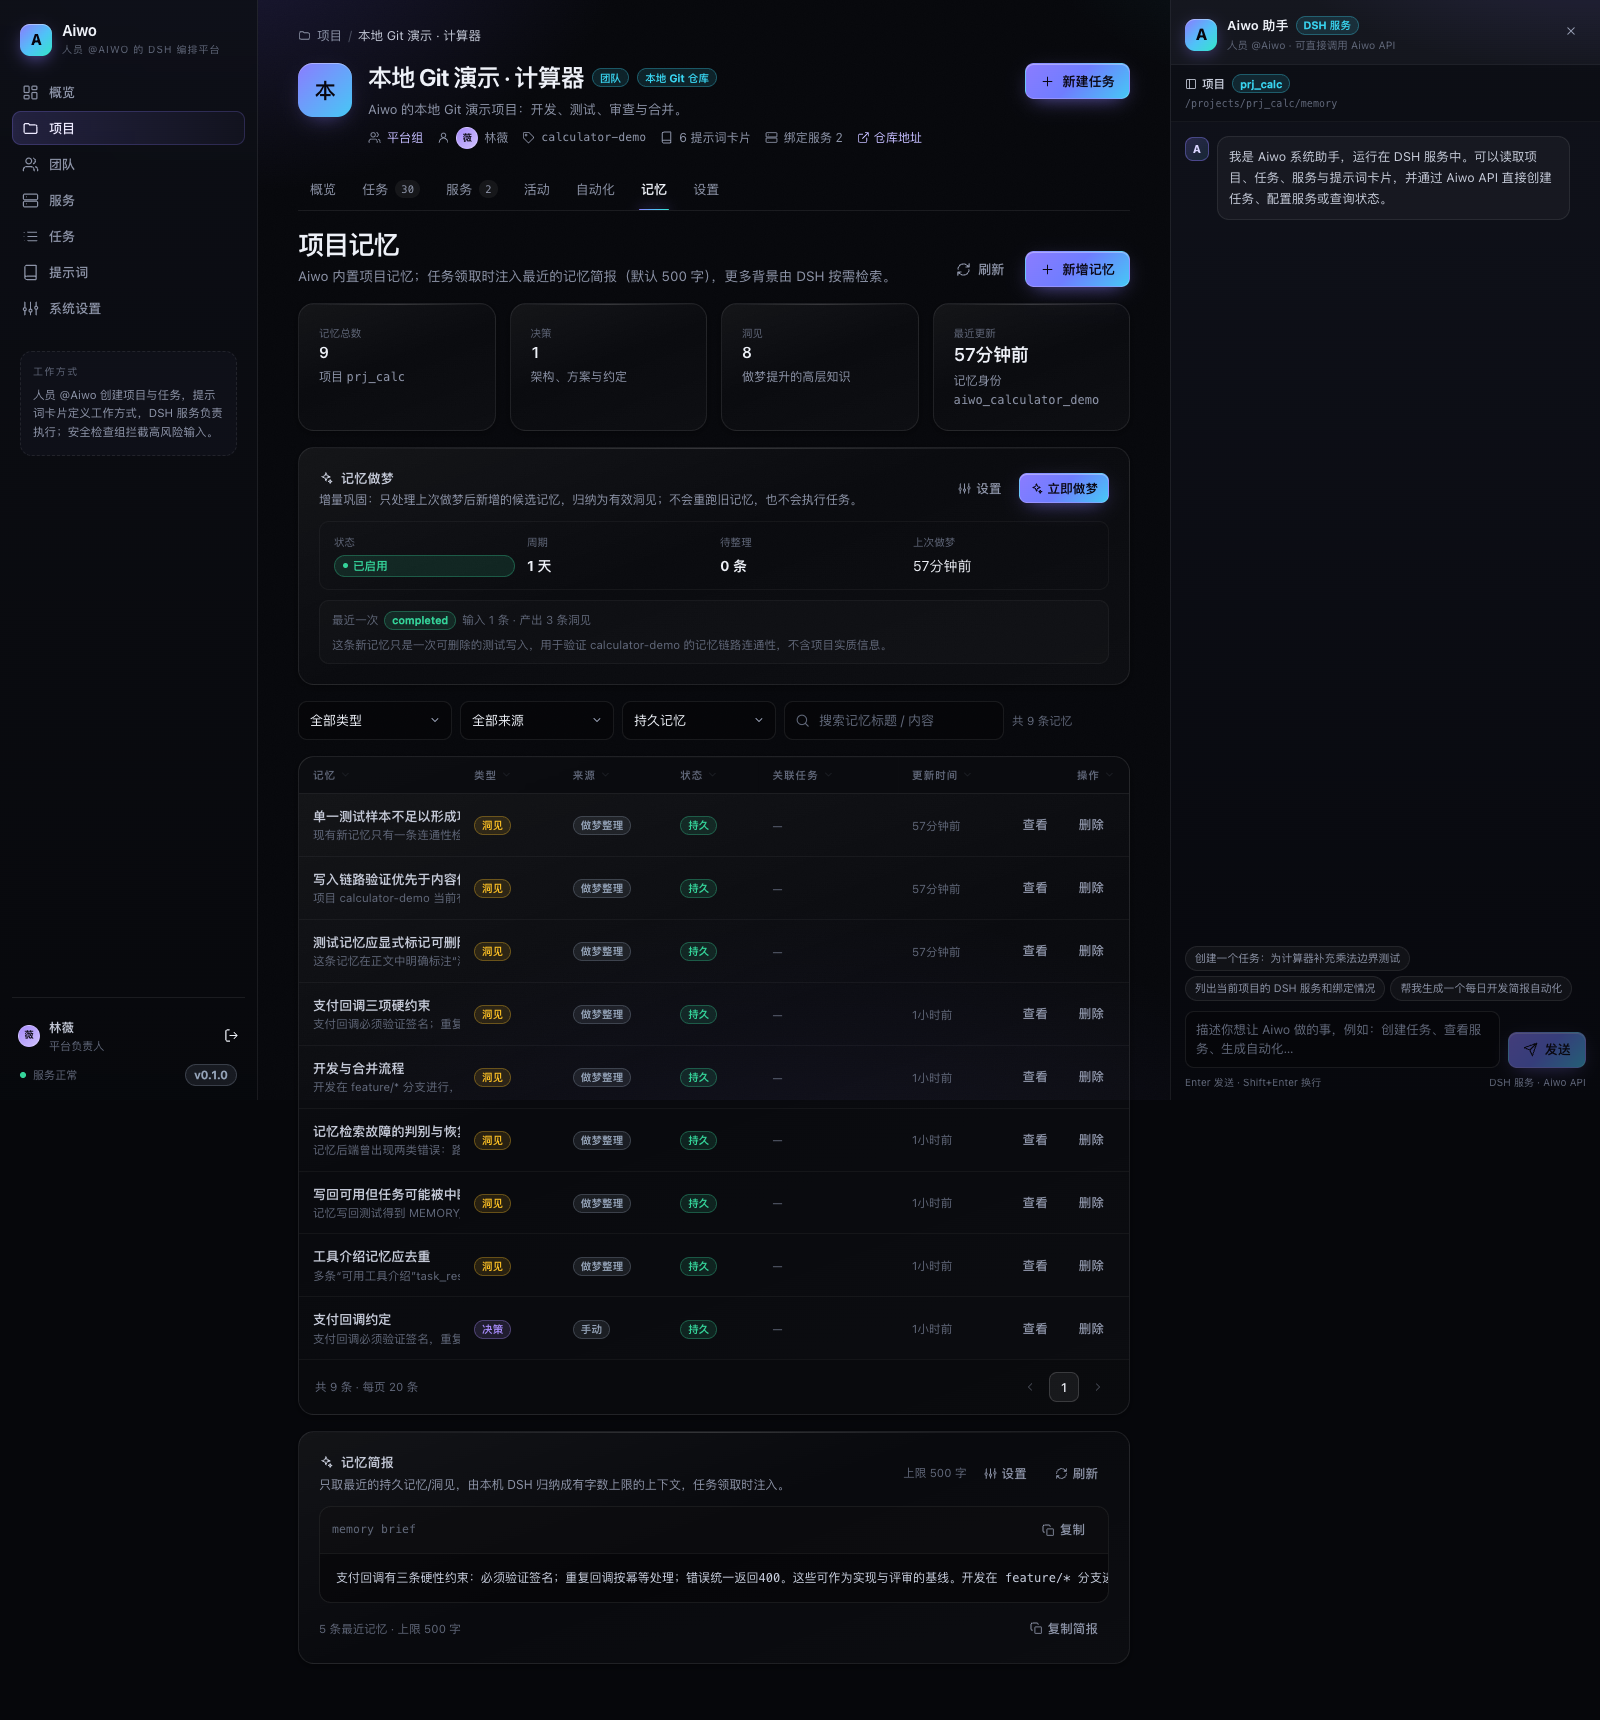 A
Aiwo
人员 @AIWO 的 DSH 编排平台
概览
项目
团队
服务
任务
提示词
系统设置
工作方式
人员 @Aiwo 创建项目与任务，提示
词卡片定义工作方式，DSH 服务负责
执行；安全检查组拦截高风险输入。
薇
林薇
平台负责人
服务正常
v0.1.0
项目 / 本地 Git 演示 · 计算器
本
本地 Git 演示 · 计算器 团队 本地 Git 仓库
Aiwo 的本地 Git 演示项目：开发、测试、审查与合并。
平台组 薇 林薇 calculator-demo 6 提示词卡片 绑定服务 2 仓库地址
新建任务
概览 任务 30 服务 2 活动 自动化 记忆 设置
项目记忆
Aiwo 内置项目记忆；任务领取时注入最近的记忆简报（默认 500 字），更多背景由 DSH 按需检索。
刷新
新增记忆
记忆总数
9
项目 prj_calc
决策
1
架构、方案与约定
洞见
8
做梦提升的高层知识
最近更新
57分钟前
记忆身份
aiwo_calculator_demo
记忆做梦
增量巩固：只处理上次做梦后新增的候选记忆，归纳为有效洞见；不会重跑旧记忆，也不会执行任务。
设置
立即做梦
状态 周期 待整理 上次做梦
已启用 1 天 0 条 57分钟前
最近一次 completed 输入 1 条 · 产出 3 条洞见
这条新记忆只是一次可删除的测试写入，用于验证 calculator-demo 的记忆链路连通性，不含项目实质信息。
全部类型 全部来源 持久记忆 搜索记忆标题 / 内容 共 9 条记忆
记忆 类型 来源 状态 关联任务 更新时间 操作
单一测试样本不足以形成
现有新记忆只有一条连通性
洞见 做梦整理 持久 — 57分钟前 查看 删除
写入链路验证优先于内容
项目 calculator-demo 当前
洞见 做梦整理 持久 — 57分钟前 查看 删除
测试记忆应显式标记可删
这条记忆在正文中明确标注“
洞见 做梦整理 持久 — 57分钟前 查看 删除
支付回调三项硬约束
支付回调必须验证签名；重复
洞见 做梦整理 持久 — 57分钟前 查看 删除
开发与合并流程
开发在 feature/* 分支进行，
洞见 做梦整理 持久 — 1小时前 查看 删除
记忆检索故障的判别与恢
记忆后端曾出现两类错误：路
洞见 做梦整理 持久 — 1小时前 查看 删除
写回可用但任务可能被中
记忆写回测试得到 MEMORY
洞见 做梦整理 持久 — 1小时前 查看 删除
工具介绍记忆应去重
多条“可用工具介绍”task_res
洞见 做梦整理 持久 — 1小时前 查看 删除
支付回调约定
支付回调必须验证签名，重复
决策 手动 持久 — 1小时前 查看 删除
共 9 条 · 每页 20 条
1
记忆简报
只取最近的持久记忆/洞见，由本机 DSH 归纳成有字数上限的上下文，任务领取时注入。
上限 500 字 设置 刷新
memory brief
复制
支付回调有三条硬性约束：必须验证签名；重复回调按幂等处理；错误统一返回400。这些可作为实现与评审的基线。开发在 feature/* 分支
5 条最近记忆 · 上限 500 字
复制简报
A
Aiwo 助手 DSH 服务
人员 @Aiwo · 可直接调用 Aiwo API
项目 prj_calc
/projects/prj_calc/memory
A
我是 Aiwo 系统助手，运行在 DSH 服务中。可以读取项
目、任务、服务与提示词卡片，并通过 Aiwo API 直接创建
任务、配置服务或查询状态。
创建一个任务：为计算器补充乘法边界测试
列出当前项目的 DSH 服务和绑定情况
帮我生成一个每日开发简报自动化
描述你想让 Aiwo 做的事，例如：创建任务、查看服
务、生成自动化...
发送
Enter 发送 · Shift+Enter 换行
DSH 服务 · Aiwo API